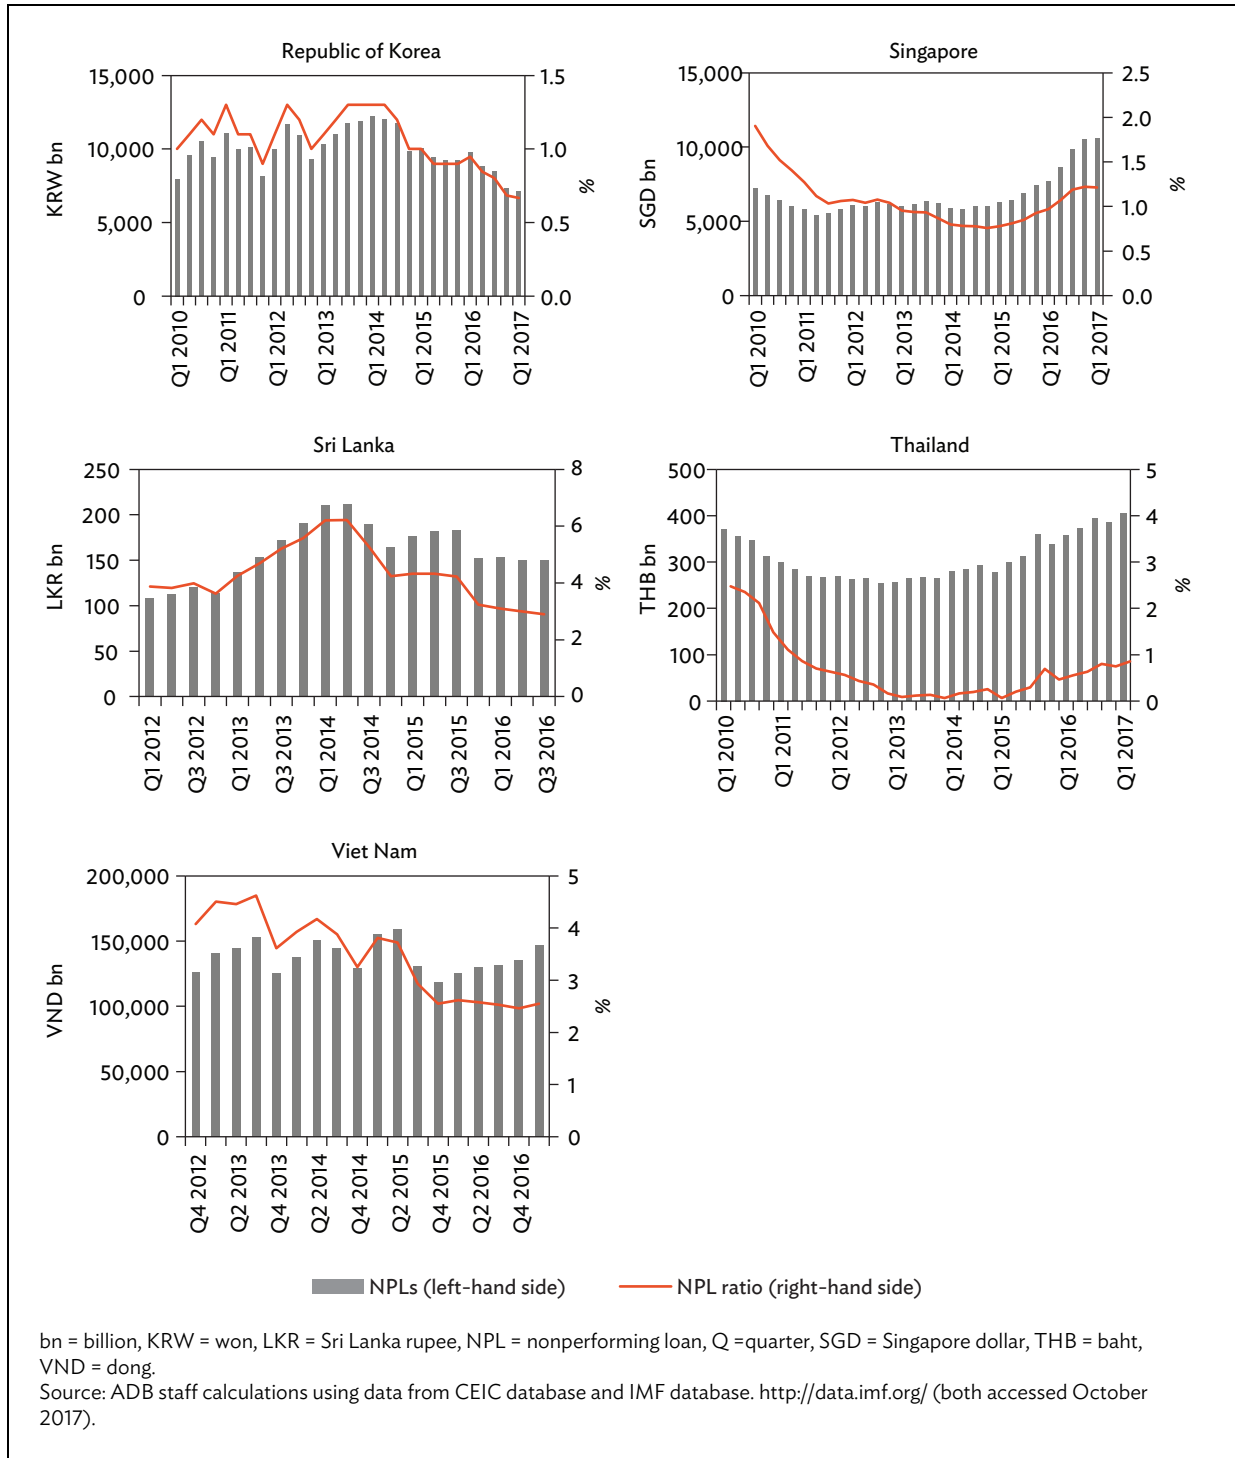 Republic of Korea
15,000
10,000
5,000
0
KRW bn
1.5
1.0
0.5
0.0
%
Q1 2010
Q1 2011
Q1 2012
Q1 2013
Q1 2014
Q1 2015
Q1 2016
Q1 2017
Singapore
15,000
10,000
5,000
0
SGD bn
2.5
2.0
1.5
1.0
0.5
0.0
%
Q1 2010
Q1 2011
Q1 2012
Q1 2013
Q1 2014
Q1 2015
Q1 2016
Q1 2017
Sri Lanka
250
200
150
100
50
0
LKR bn
8
6
4
2
0
%
Q1 2012
Q3 2012
Q1 2013
Q3 2013
Q1 2014
Q3 2014
Q1 2015
Q3 2015
Q1 2016
Q3 2016
Thailand
500
400
300
200
100
0
THB bn
5
4
3
2
1
0
%
Q1 2010
Q1 2011
Q1 2012
Q1 2013
Q1 2014
Q1 2015
Q1 2016
Q1 2017
Viet Nam
200,000
150,000
100,000
50,000
0
VND bn
5
4
3
2
1
0
%
Q4 2012
Q2 2013
Q4 2013
Q2 2014
Q4 2014
Q2 2015
Q4 2015
Q2 2016
Q4 2016
NPLs (left-hand side)
NPL ratio (right-hand side)
bn = billion, KRW = won, LKR = Sri Lanka rupee, NPL = nonperforming loan, Q =quarter, SGD = Singapore dollar, THB = baht,
VND = dong.
Source: ADB staff calculations using data from CEIC database and IMF database. http://data.imf.org/ (both accessed October
2017).